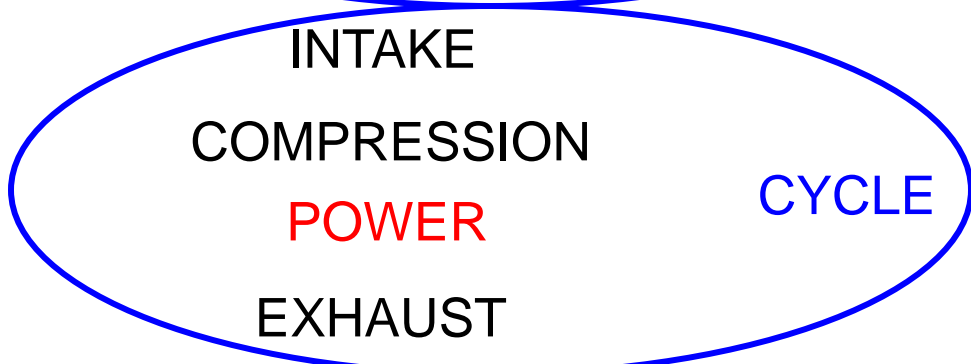 INTAKE
COMPRESSION
POWER
CYCLE
EXHAUST